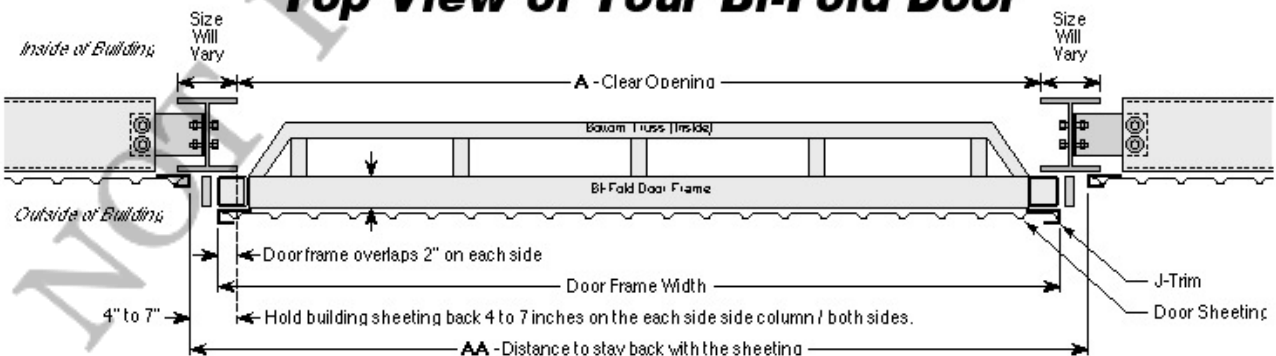 Top View of Your Bi-Fold Door
Size
Will
Vary
Inside of Building
Size
Will
Vary
A - Clear Opening
Bottom Truss (Inside)
Bi-Fold Door Frame
Outside of Building
Door frame overlaps 2" on each side
Door Frame Width
J-Trim
Door Sheeting
4" to 7"
Hold building sheeting back 4 to 7 inches on the each side side column / both sides.
AA - Distance to stay back with the sheeting
NOT